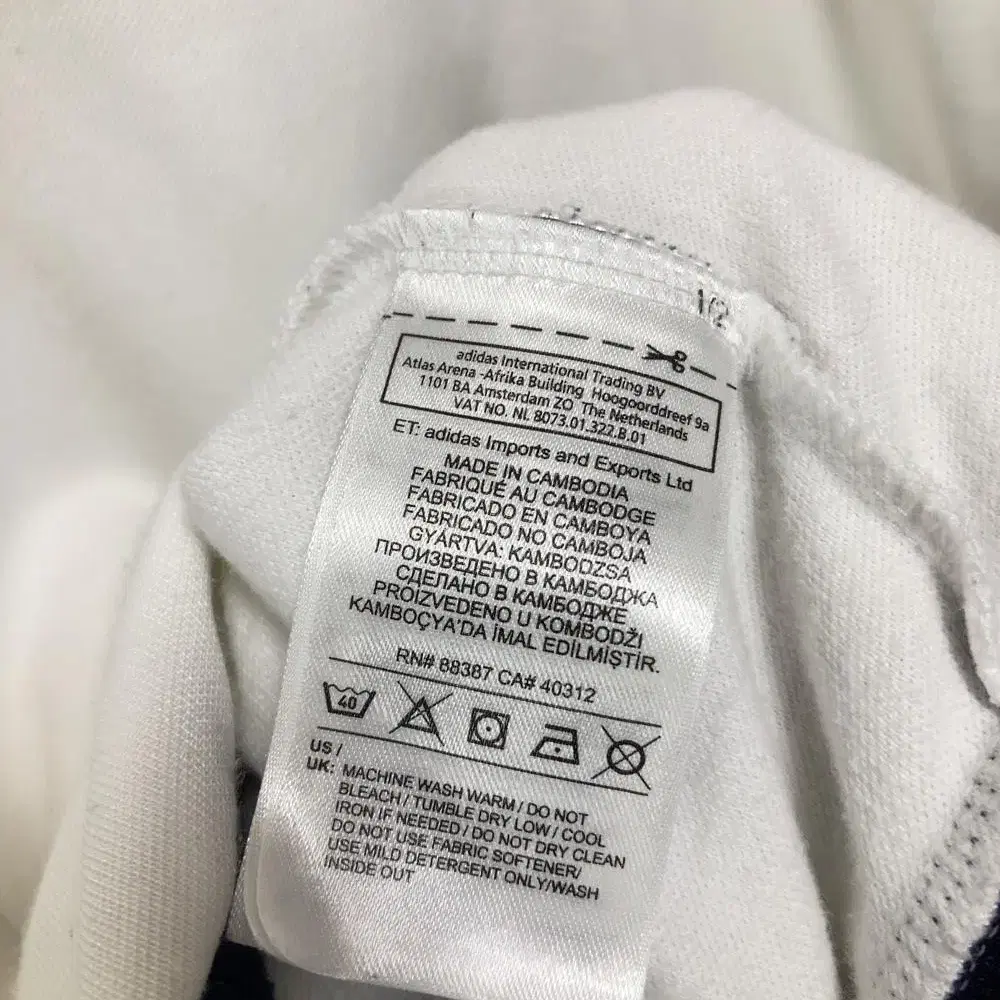 1/2
adidas International Trading BV
Atlas Arena -Afrika Building Hoogoorddreef 9a
1101 BA Amsterdam ZO The Netherlands
VAT NO. NL 8073.01.322.B.01
ET: adidas Imports and Exports Ltd
MADE IN CAMBODIA
FABRIQUÉ AU CAMBODGE
FABRICADO EN CAMBOYA
FABRICADO NO CAMBOJA
GYÁRTVA: KAMBODZSA
ПРОИЗВЕДЕНО В КАМБОДЖА
СДЕЛАНО В КАМБОДЖЕ
PROIZVEDENO U KOMBODŽI
KAMBOÇYA'DA İMAL EDİLMİŞTİR.
RN# 88387 CA# 40312
40
US /
UK: MACHINE WASH WARM / DO NOT
BLEACH / TUMBLE DRY LOW / COOL
IRON IF NEEDED / DO NOT DRY CLEAN
DO NOT USE FABRIC SOFTENER/
USE MILD DETERGENT ONLY/WASH
INSIDE OUT